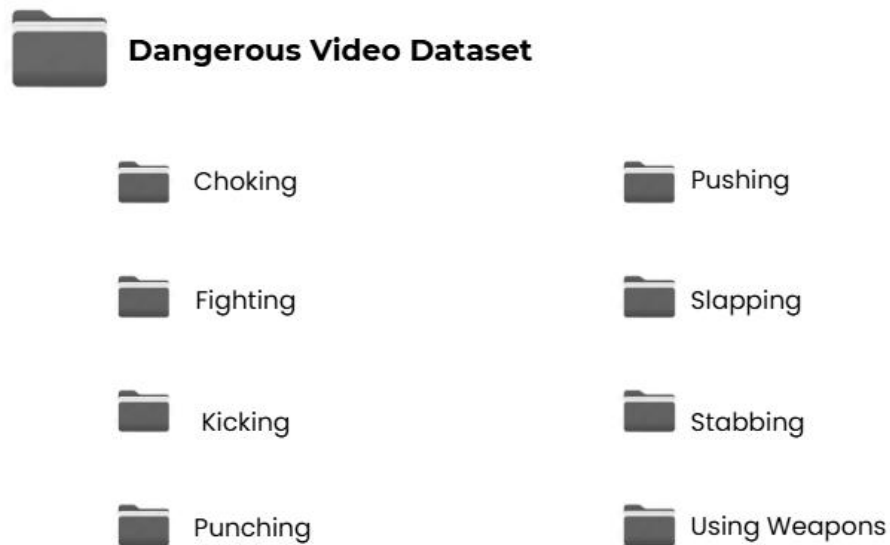 Dangerous Video Dataset
Choking
Pushing
Fighting
Slapping
Kicking
Stabbing
Punching
Using Weapons